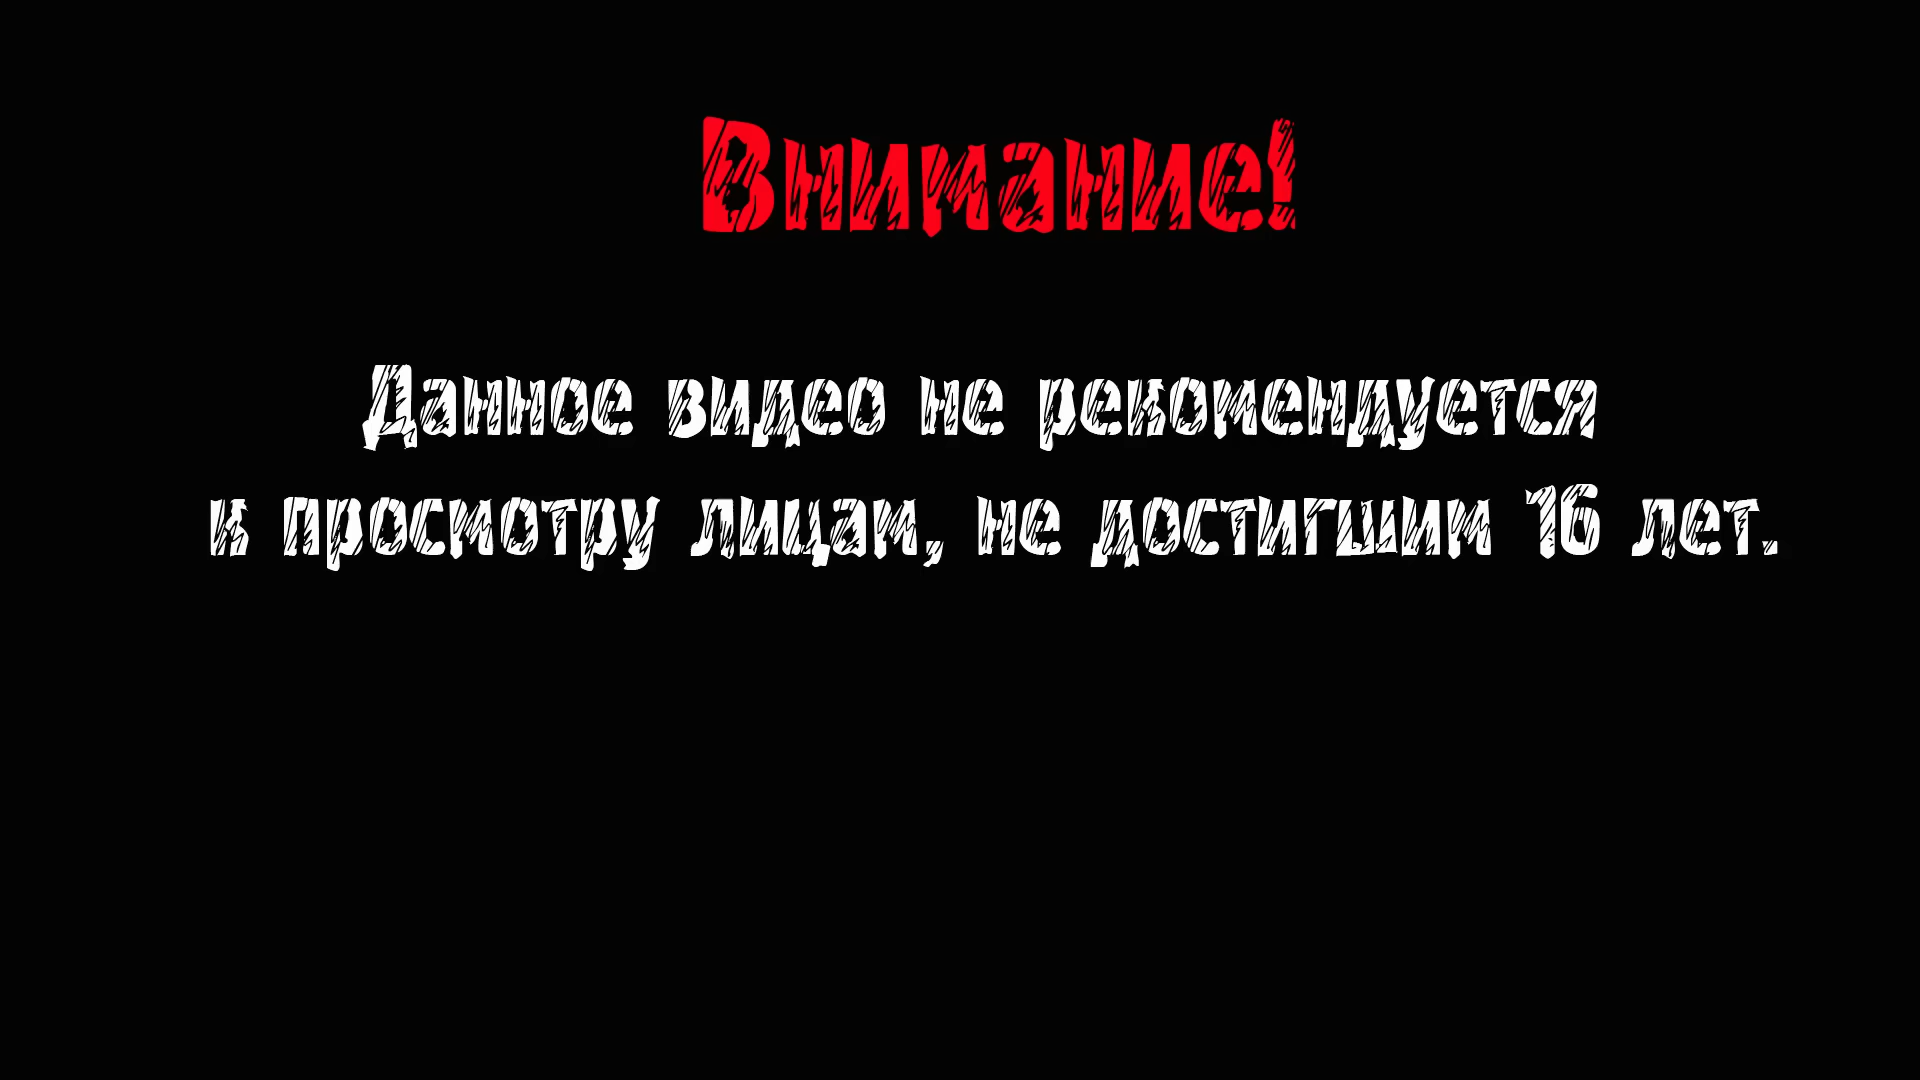 Внимание!
Данное видео не рекомендуется
к просмотру лицам, не достигшим 16 лет.